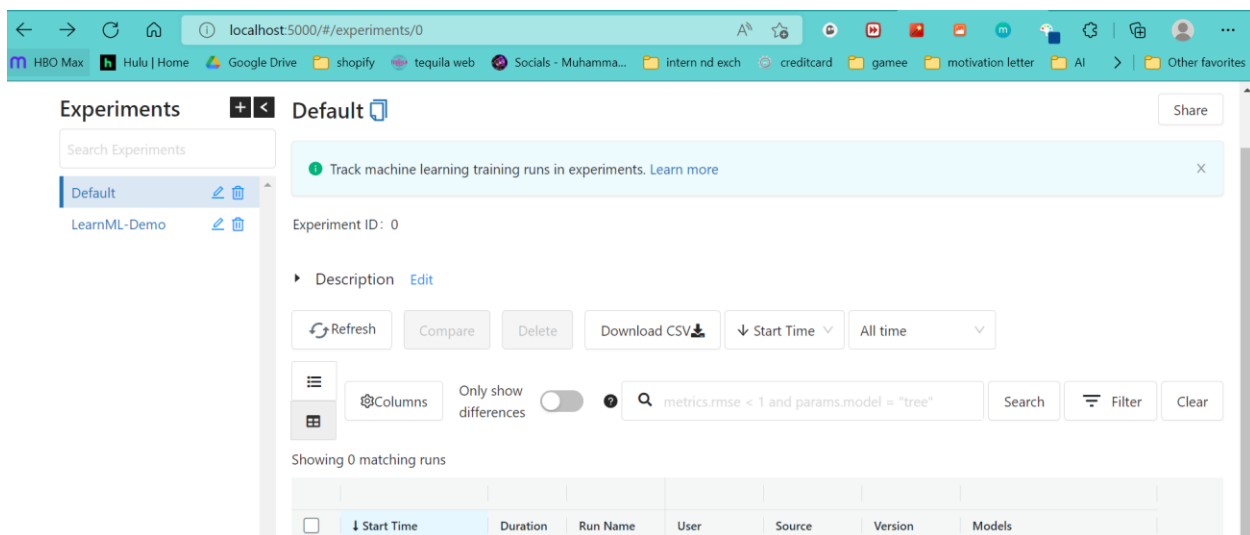 localhost:5000/#/experiments/0
HBO Max Hulu | Home Google Drive shopify tequila web Socials - Muhamma... intern nd exch creditcard gamee motivation letter AI Other favorites
Experiments
Default
Share
Search Experiments
Track machine learning training runs in experiments. Learn more
Default
LearnML-Demo
Experiment ID: 0
Description Edit
Refresh Compare Delete Download CSV Start Time All time
Columns
Only show differences
metrics.rmse < 1 and params.model = "tree"
Search Filter Clear
Showing 0 matching runs
Start Time Duration Run Name User Source Version Models